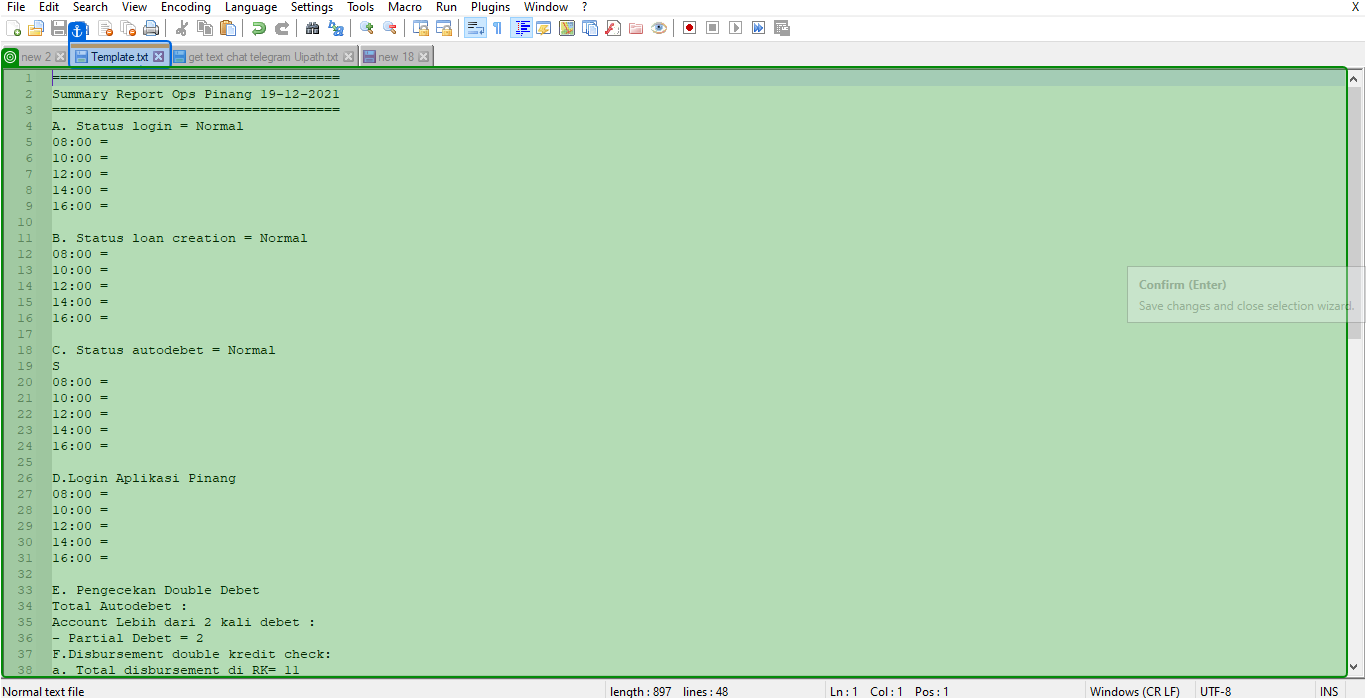 File Edit Search View Encoding Language Settings Tools Macro Run Plugins Window ? X
new 2 Template.txt get text chat telegram Uipath.txt new 18
1 ====================================
2 Summary Report Ops Pinang 19-12-2021
3 ====================================
4 A. Status login = Normal
5 08:00 =
6 10:00 =
7 12:00 =
8 14:00 =
9 16:00 =
10
11 B. Status loan creation = Normal
12 08:00 =
13 10:00 =
14 12:00 =
15 14:00 =
16 16:00 =
17
18 C. Status autodebet = Normal
19 S
20 08:00 =
21 10:00 =
22 12:00 =
23 14:00 =
24 16:00 =
25
26 D.Login Aplikasi Pinang
27 08:00 =
28 10:00 =
29 12:00 =
30 14:00 =
31 16:00 =
32
33 E. Pengecekan Double Debet
34 Total Autodebet :
35 Account Lebih dari 2 kali debet :
36 - Partial Debet = 2
37 F.Disbursement double kredit check:
38 a. Total disbursement di RK= 11
Confirm (Enter)
Save changes and close selection wizard.
Normal text file length : 897 lines : 48 Ln : 1 Col : 1 Pos : 1 Windows (CR LF) UTF-8 INS